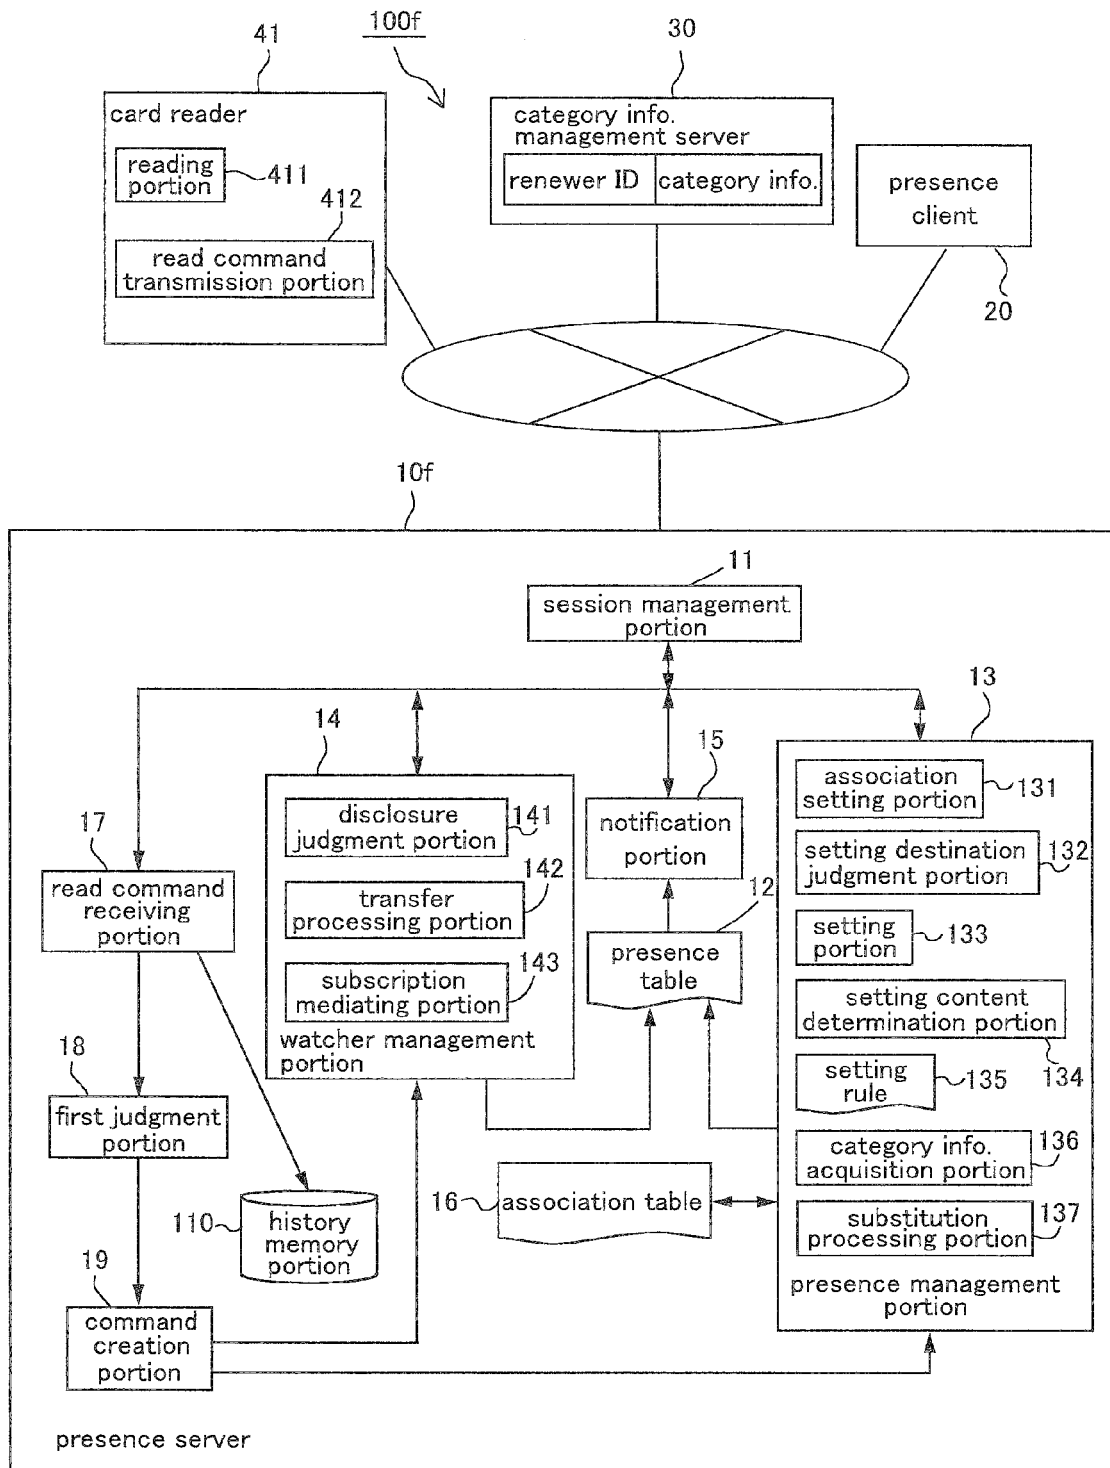 100f
41
30
card reader
reading
portion
411
412
read command
transmission portion
category info.
management server
renewer ID
category info.
presence
client
20
10f
11
session management
portion
14
15
13
17
read command
receiving
portion
disclosure
judgment portion
141
transfer
processing portion
142
subscription
mediating portion
143
watcher management
portion
notification
portion
12
presence
table
association
setting portion
131
setting destination
judgment portion
132
setting
portion
133
setting content
determination portion
134
setting
rule
135
category info.
acquisition portion
136
substitution
processing portion
137
presence management
portion
18
first judgment
portion
16
association table
110
history
memory
portion
19
command
creation
portion
presence server